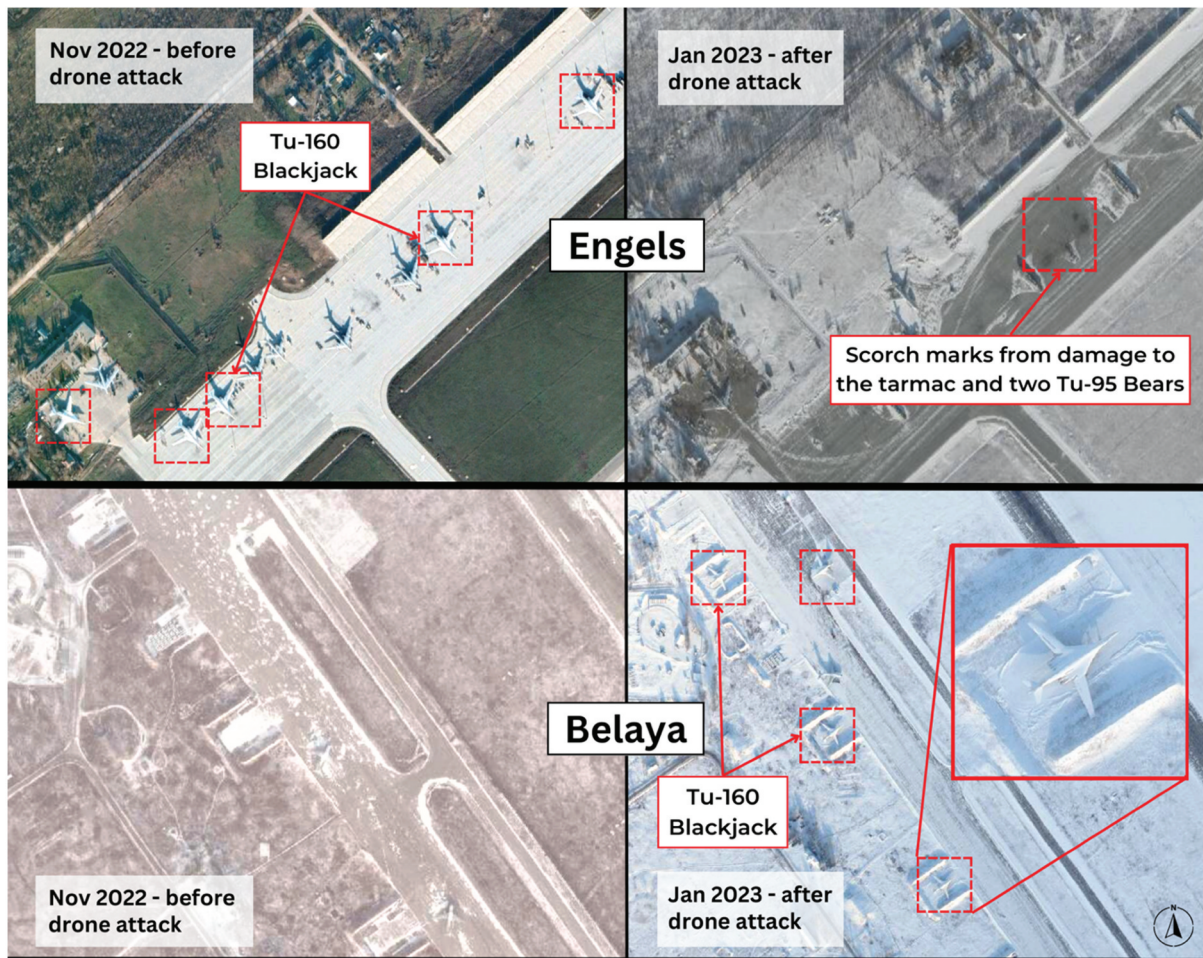 Nov 2022 - before
drone attack
Jan 2023 - after
drone attack
Tu-160
Blackjack
Engels
Scorch marks from damage to
the tarmac and two Tu-95 Bears
Belaya
Tu-160
Blackjack
Nov 2022 - before
drone attack
Jan 2023 - after
drone attack
N